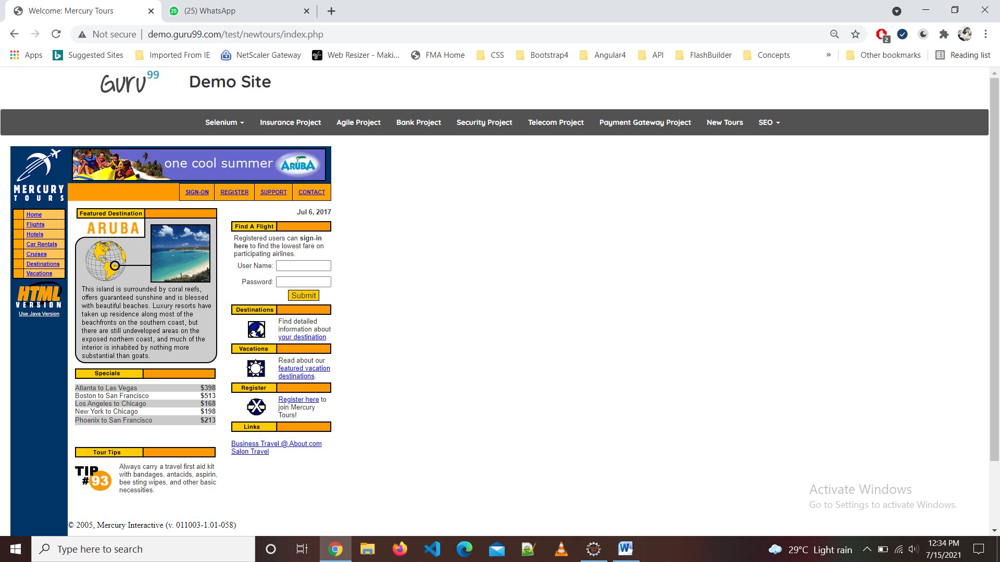 Welcome: Mercury Tours
(25) WhatsApp
Not secure
demo.guru99.com/test/newtours/index.php
2
Apps
Suggested Sites
Imported From IE
NetScaler Gateway
Web Resizer - Maki...
FMA Home
CSS
Bootstrap4
Angular4
API
FlashBuilder
Concepts
»
Other bookmarks
Reading list
Guru99
Demo Site
Selenium
Insurance Project
Agile Project
Bank Project
Security Project
Telecom Project
Payment Gateway Project
New Tours
SEO
MERCURY
TOURS
one cool summer
ARUBA
SIGN-ON
REGISTER
SUPPORT
CONTACT
Home
Flights
Hotels
Car Rentals
Cruises
Destinations
Vacations
HTML
VERSION
Use Java Version
Featured Destination
ARUBA
This island is surrounded by coral reefs,
offers guaranteed sunshine and is blessed
with beautiful beaches. Luxury resorts have
taken up residence along most of the
beachfronts on the southern coast, but
there are still undeveloped areas on the
exposed northern coast, and much of the
interior is inhabited by nothing more
substantial than goats.
Specials
Atlanta to Las Vegas $398
Boston to San Francisco $513
Los Angeles to Chicago $168
New York to Chicago $198
Phoenix to San Francisco $213
Tour Tips
TIP
#93
Always carry a travel first aid kit
with bandages, antacids, aspirin,
bee sting wipes, and other basic
necessities.
Jul 6, 2017
Find A Flight
Registered users can sign-in
here to find the lowest fare on
participating airlines.
User Name:
Password:
Submit
Destinations
Find detailed
information about
your destination.
Vacations
Read about our
featured vacation
destinations.
Register
Register here to
join Mercury
Tours!
Links
Business Travel @ About.com
Salon Travel
© 2005, Mercury Interactive (v. 011003-1.01-058)
Activate Windows
Go to Settings to activate Windows.
Type here to search
29°C Light rain
12:34 PM
7/15/2021